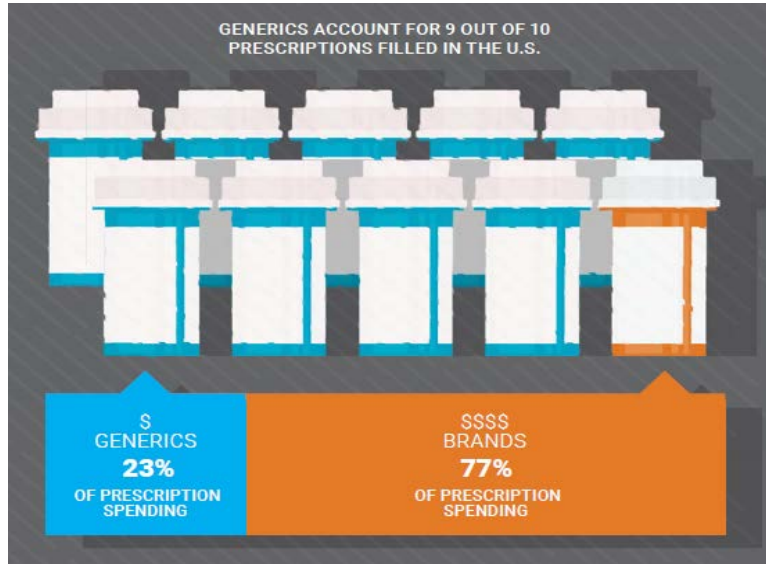 GENERICS ACCOUNT FOR 9 OUT OF 10
PRESCRIPTIONS FILLED IN THE U.S.
$
GENERICS
23%
OF PRESCRIPTION
SPENDING
$$$$
BRANDS
77%
OF PRESCRIPTION
SPENDING